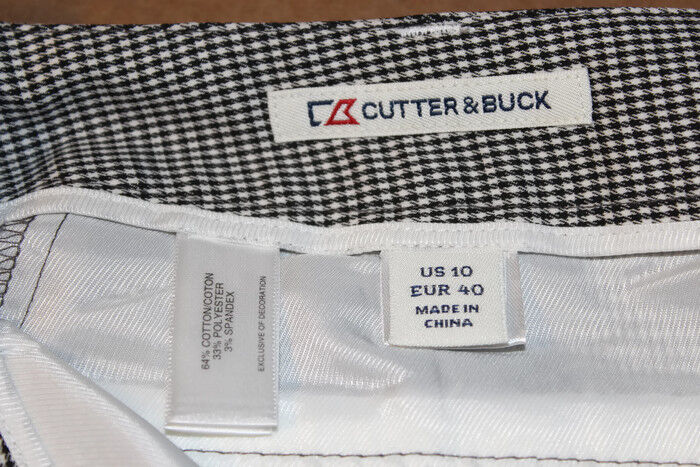 CUTTER & BUCK
US 10
EUR 40
MADE IN
CHINA
64% COTTON/COTON
33% POLYESTER
3% SPANDEX
EXCLUSIVE OF DECORATION